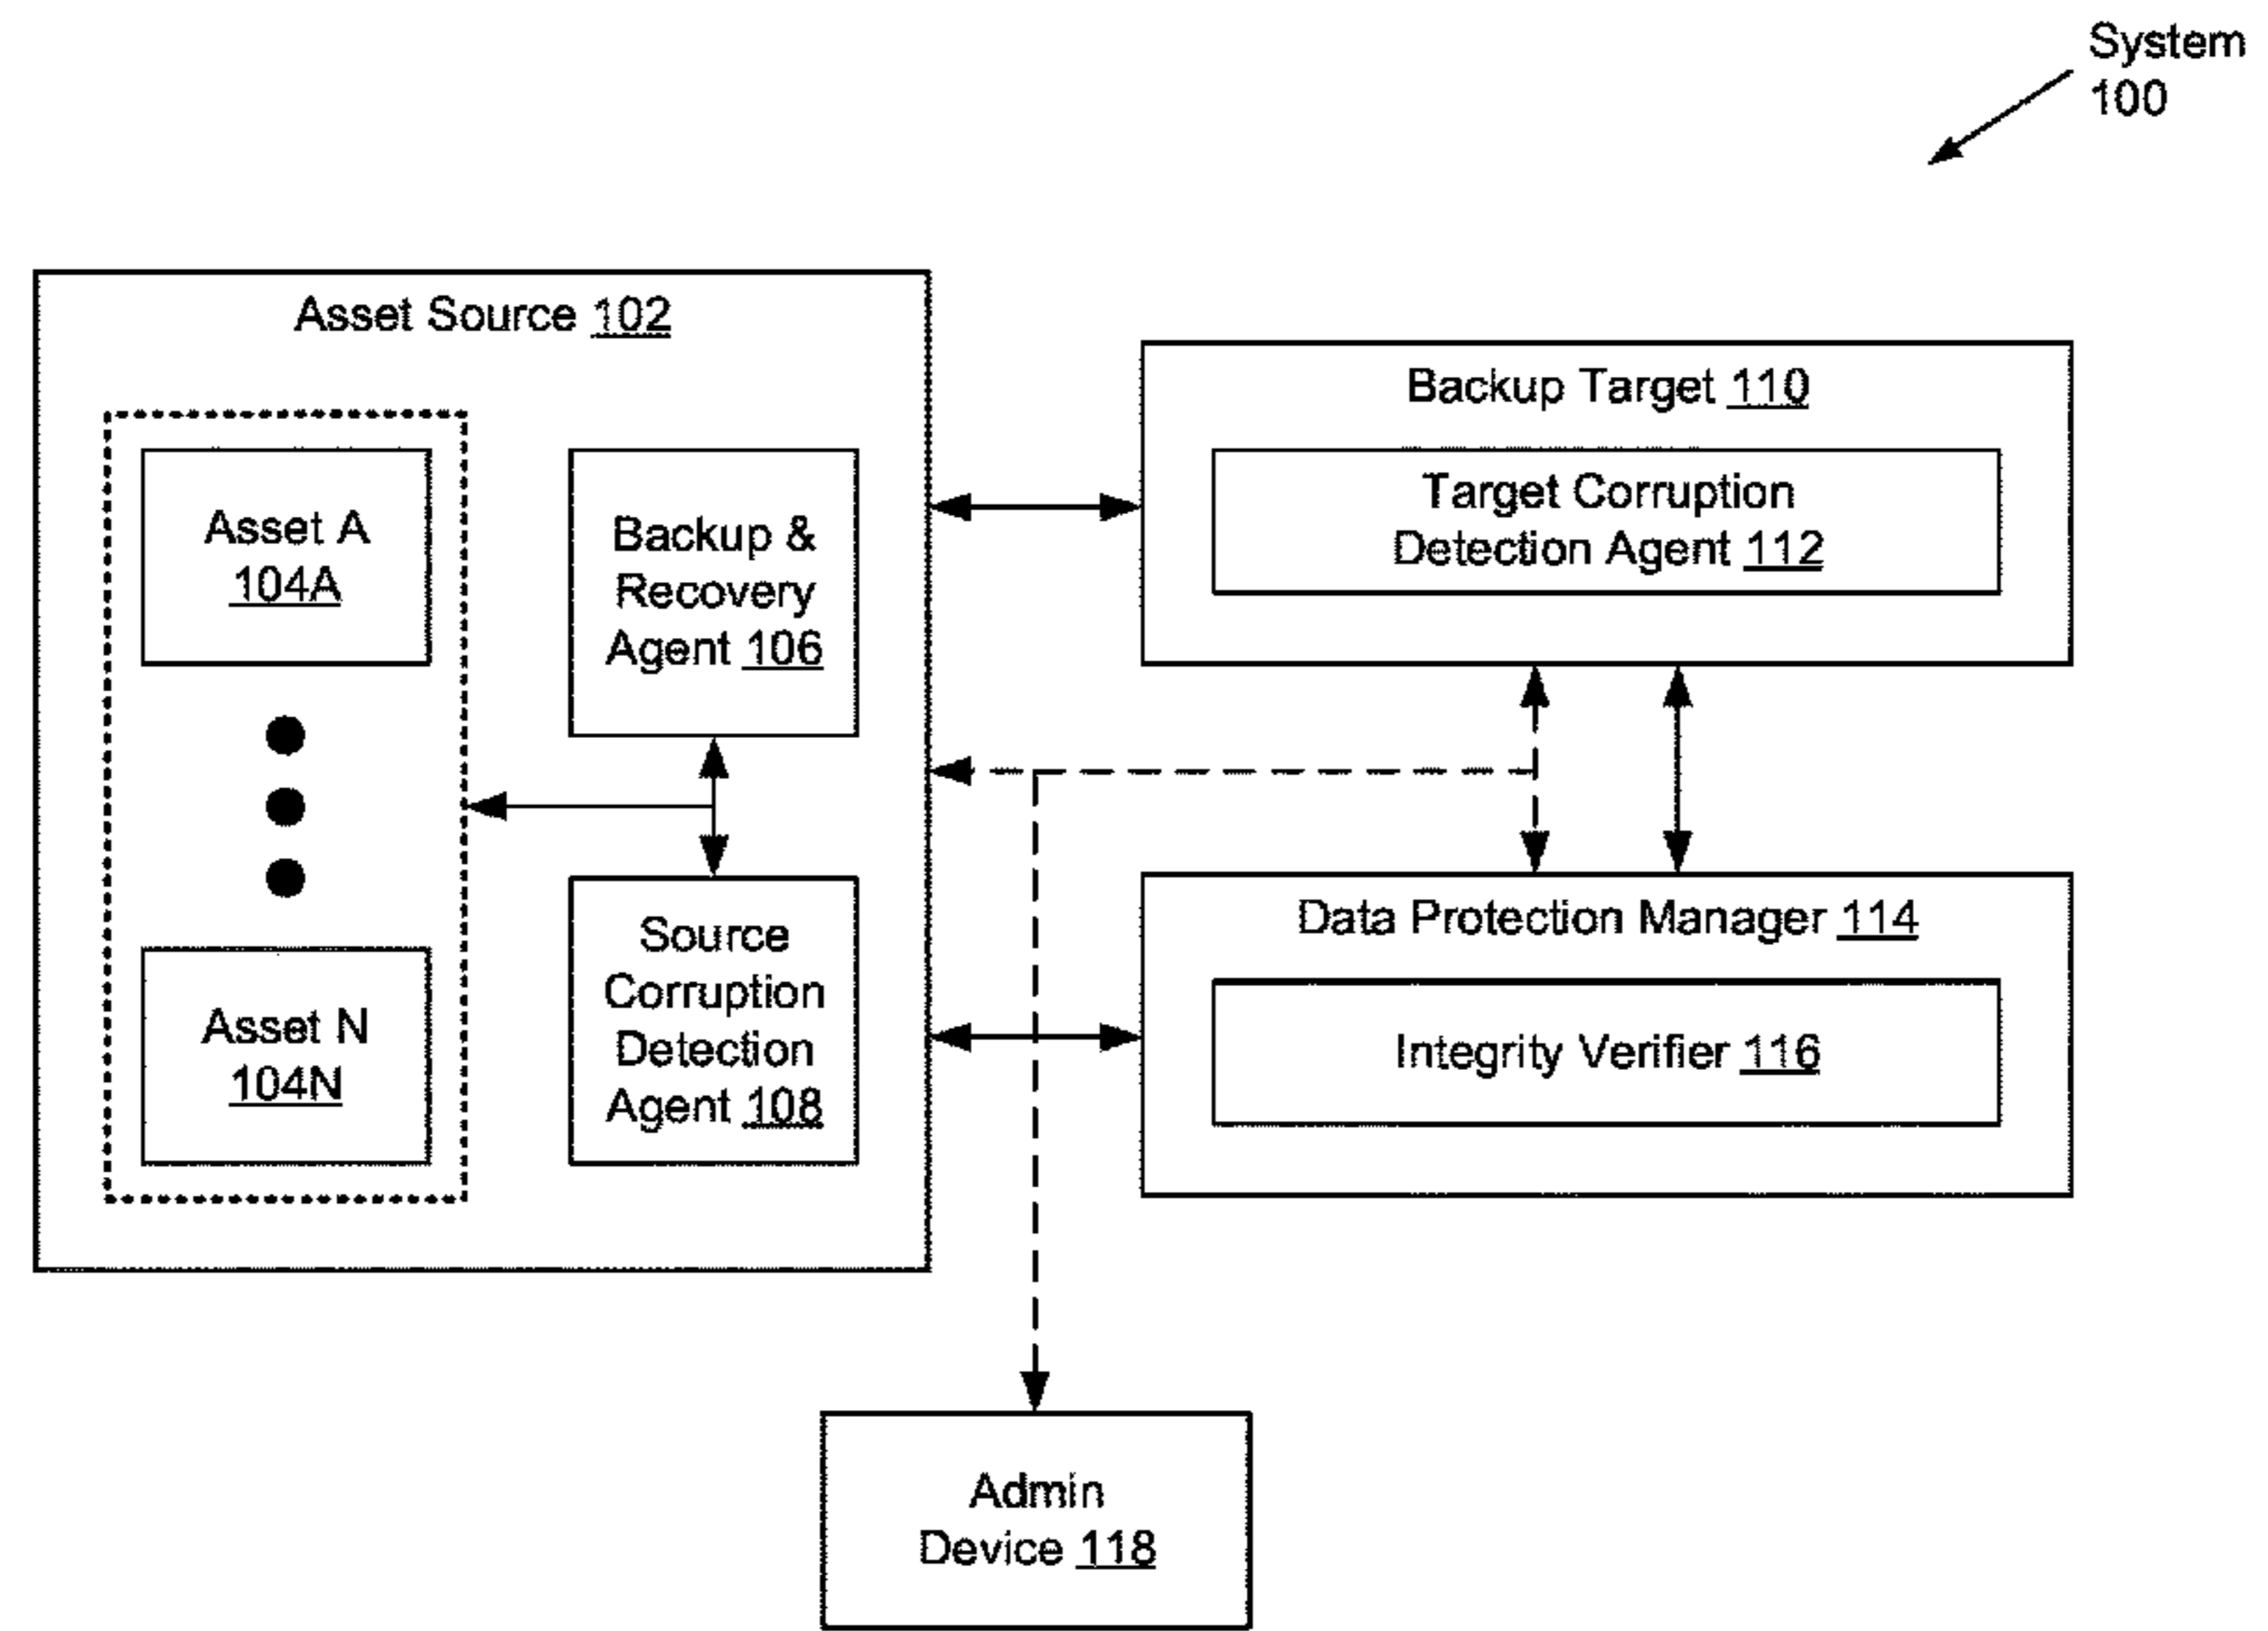 System
100
Asset Source 102
Asset A
104A
Asset N
104N
Backup &
Recovery
Agent 106
Source
Corruption
Detection
Agent 108
Backup Target 110
Target Corruption
Detection Agent 112
Data Protection Manager 114
Integrity Verifier 116
Admin
Device 118